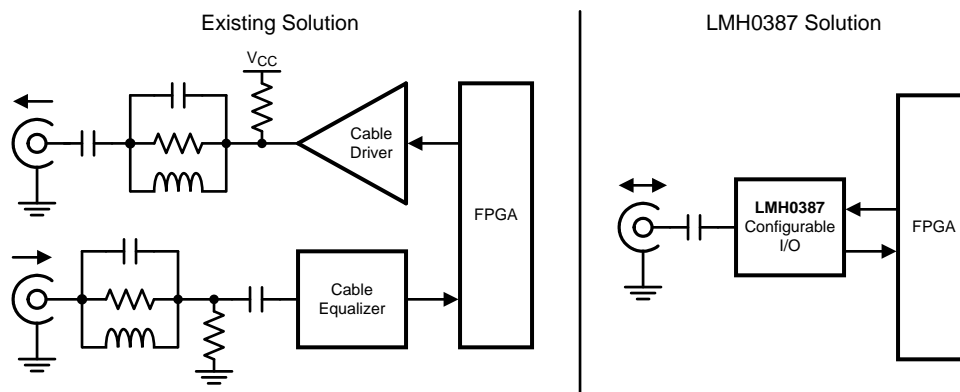 Existing Solution
VCC
Cable
Driver
FPGA
Cable
Equalizer
LMH0387 Solution
LMH0387
Configurable
I/O
FPGA